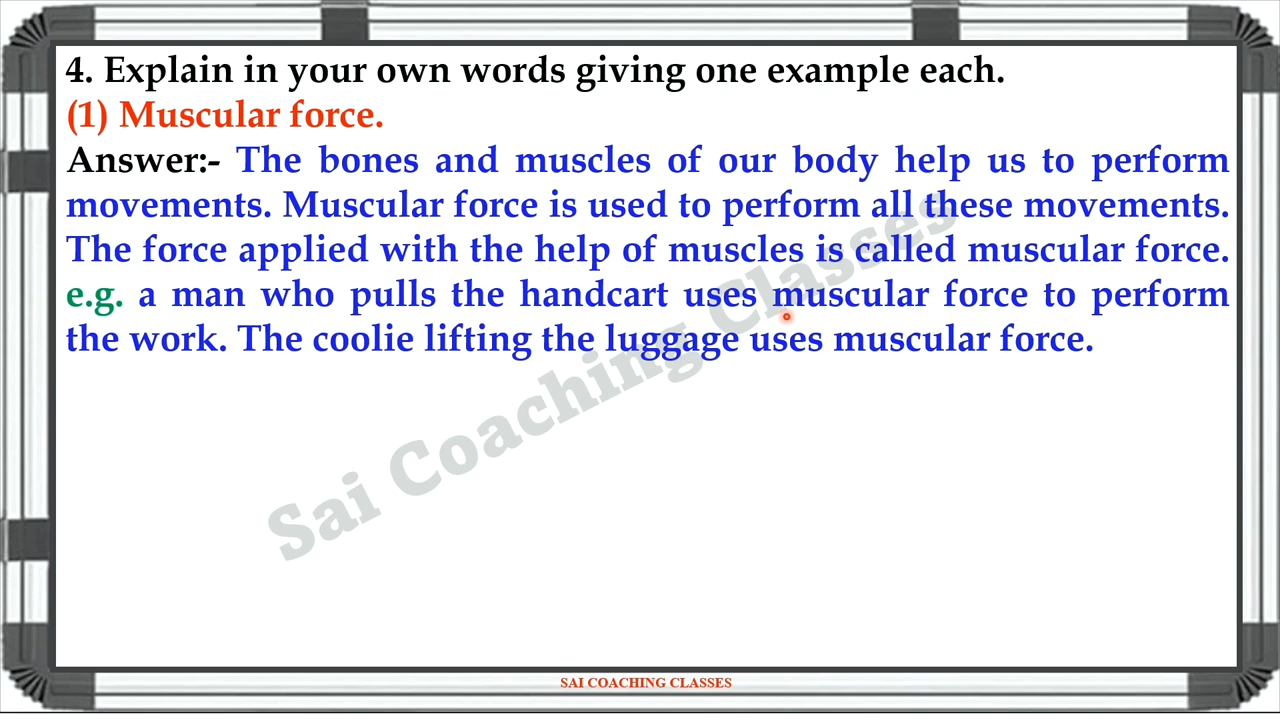 4. Explain in your own words giving one example each.
(1) Muscular force.
Answer:- The bones and muscles of our body help us to perform
movements. Muscular force is used to perform all these movements.
The force applied with the help of muscles is called muscular force.
e.g. a man who pulls the handcart uses muscular force to perform
the work. The coolie lifting the luggage uses muscular force.
Sai Coaching Classes
SAI COACHING CLASSES